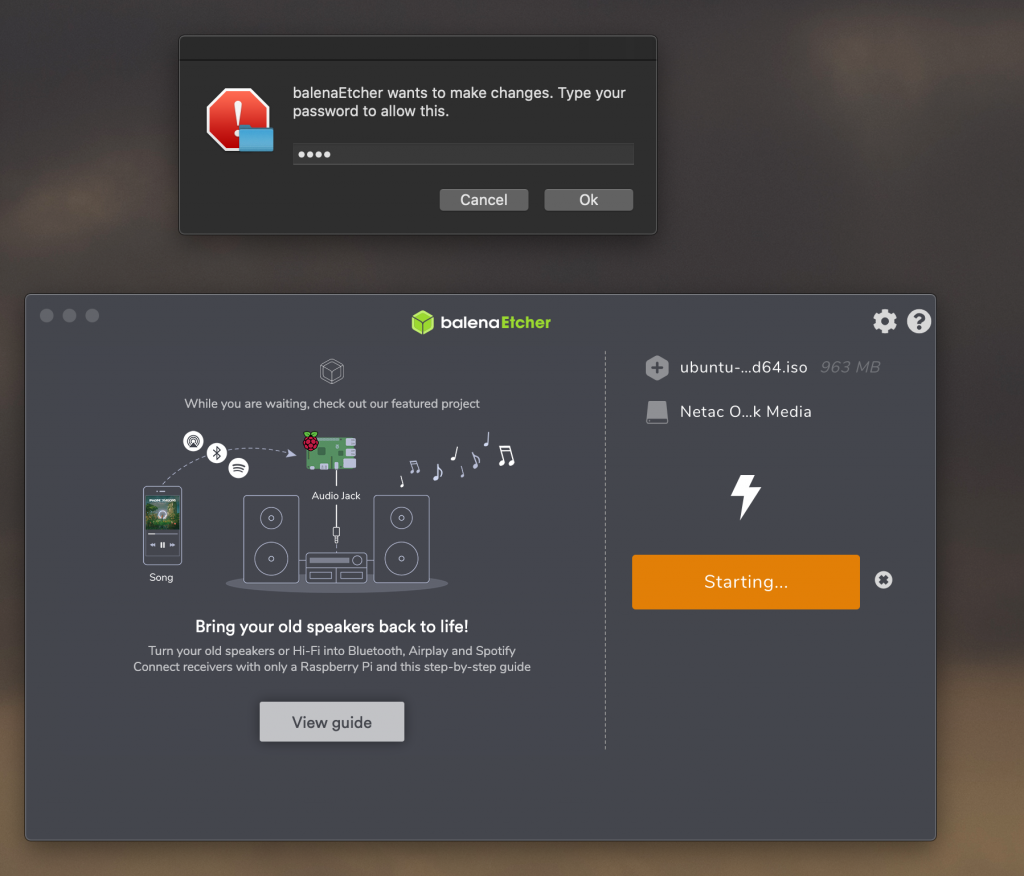 balenaEtcher wants to make changes. Type your
password to allow this.
••••
Cancel
Ok
balenaEtcher
While you are waiting, check out our featured project
Audio Jack
Song
Bring your old speakers back to life!
Turn your old speakers or Hi-Fi into Bluetooth, Airplay and Spotify
Connect receivers with only a Raspberry Pi and this step-by-step guide
View guide
ubuntu-...d64.iso 963 MB
Netac O...k Media
Starting...